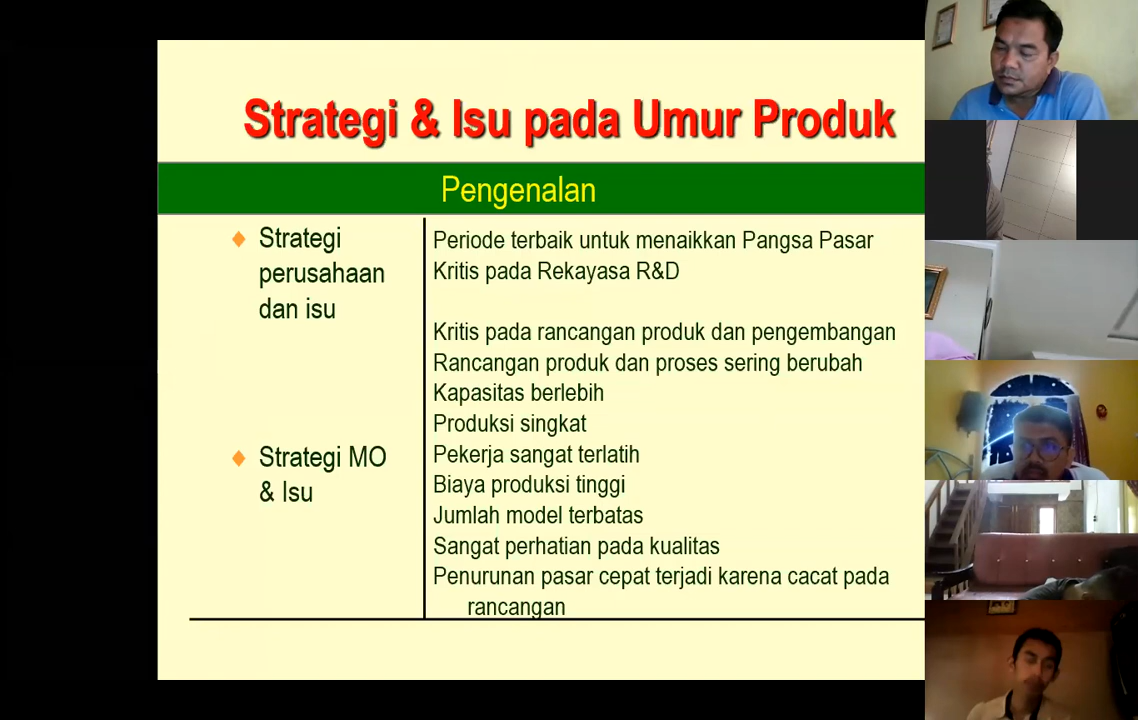 Strategi & Isu pada Umur Produk
Pengenalan
Strategi
perusahaan
dan isu
Strategi MO
& Isu
Periode terbaik untuk menaikkan Pangsa Pasar
Kritis pada Rekayasa R&D
Kritis pada rancangan produk dan pengembangan
Rancangan produk dan proses sering berubah
Kapasitas berlebih
Produksi singkat
Pekerja sangat terlatih
Biaya produksi tinggi
Jumlah model terbatas
Sangat perhatian pada kualitas
Penurunan pasar cepat terjadi karena cacat pada
rancangan